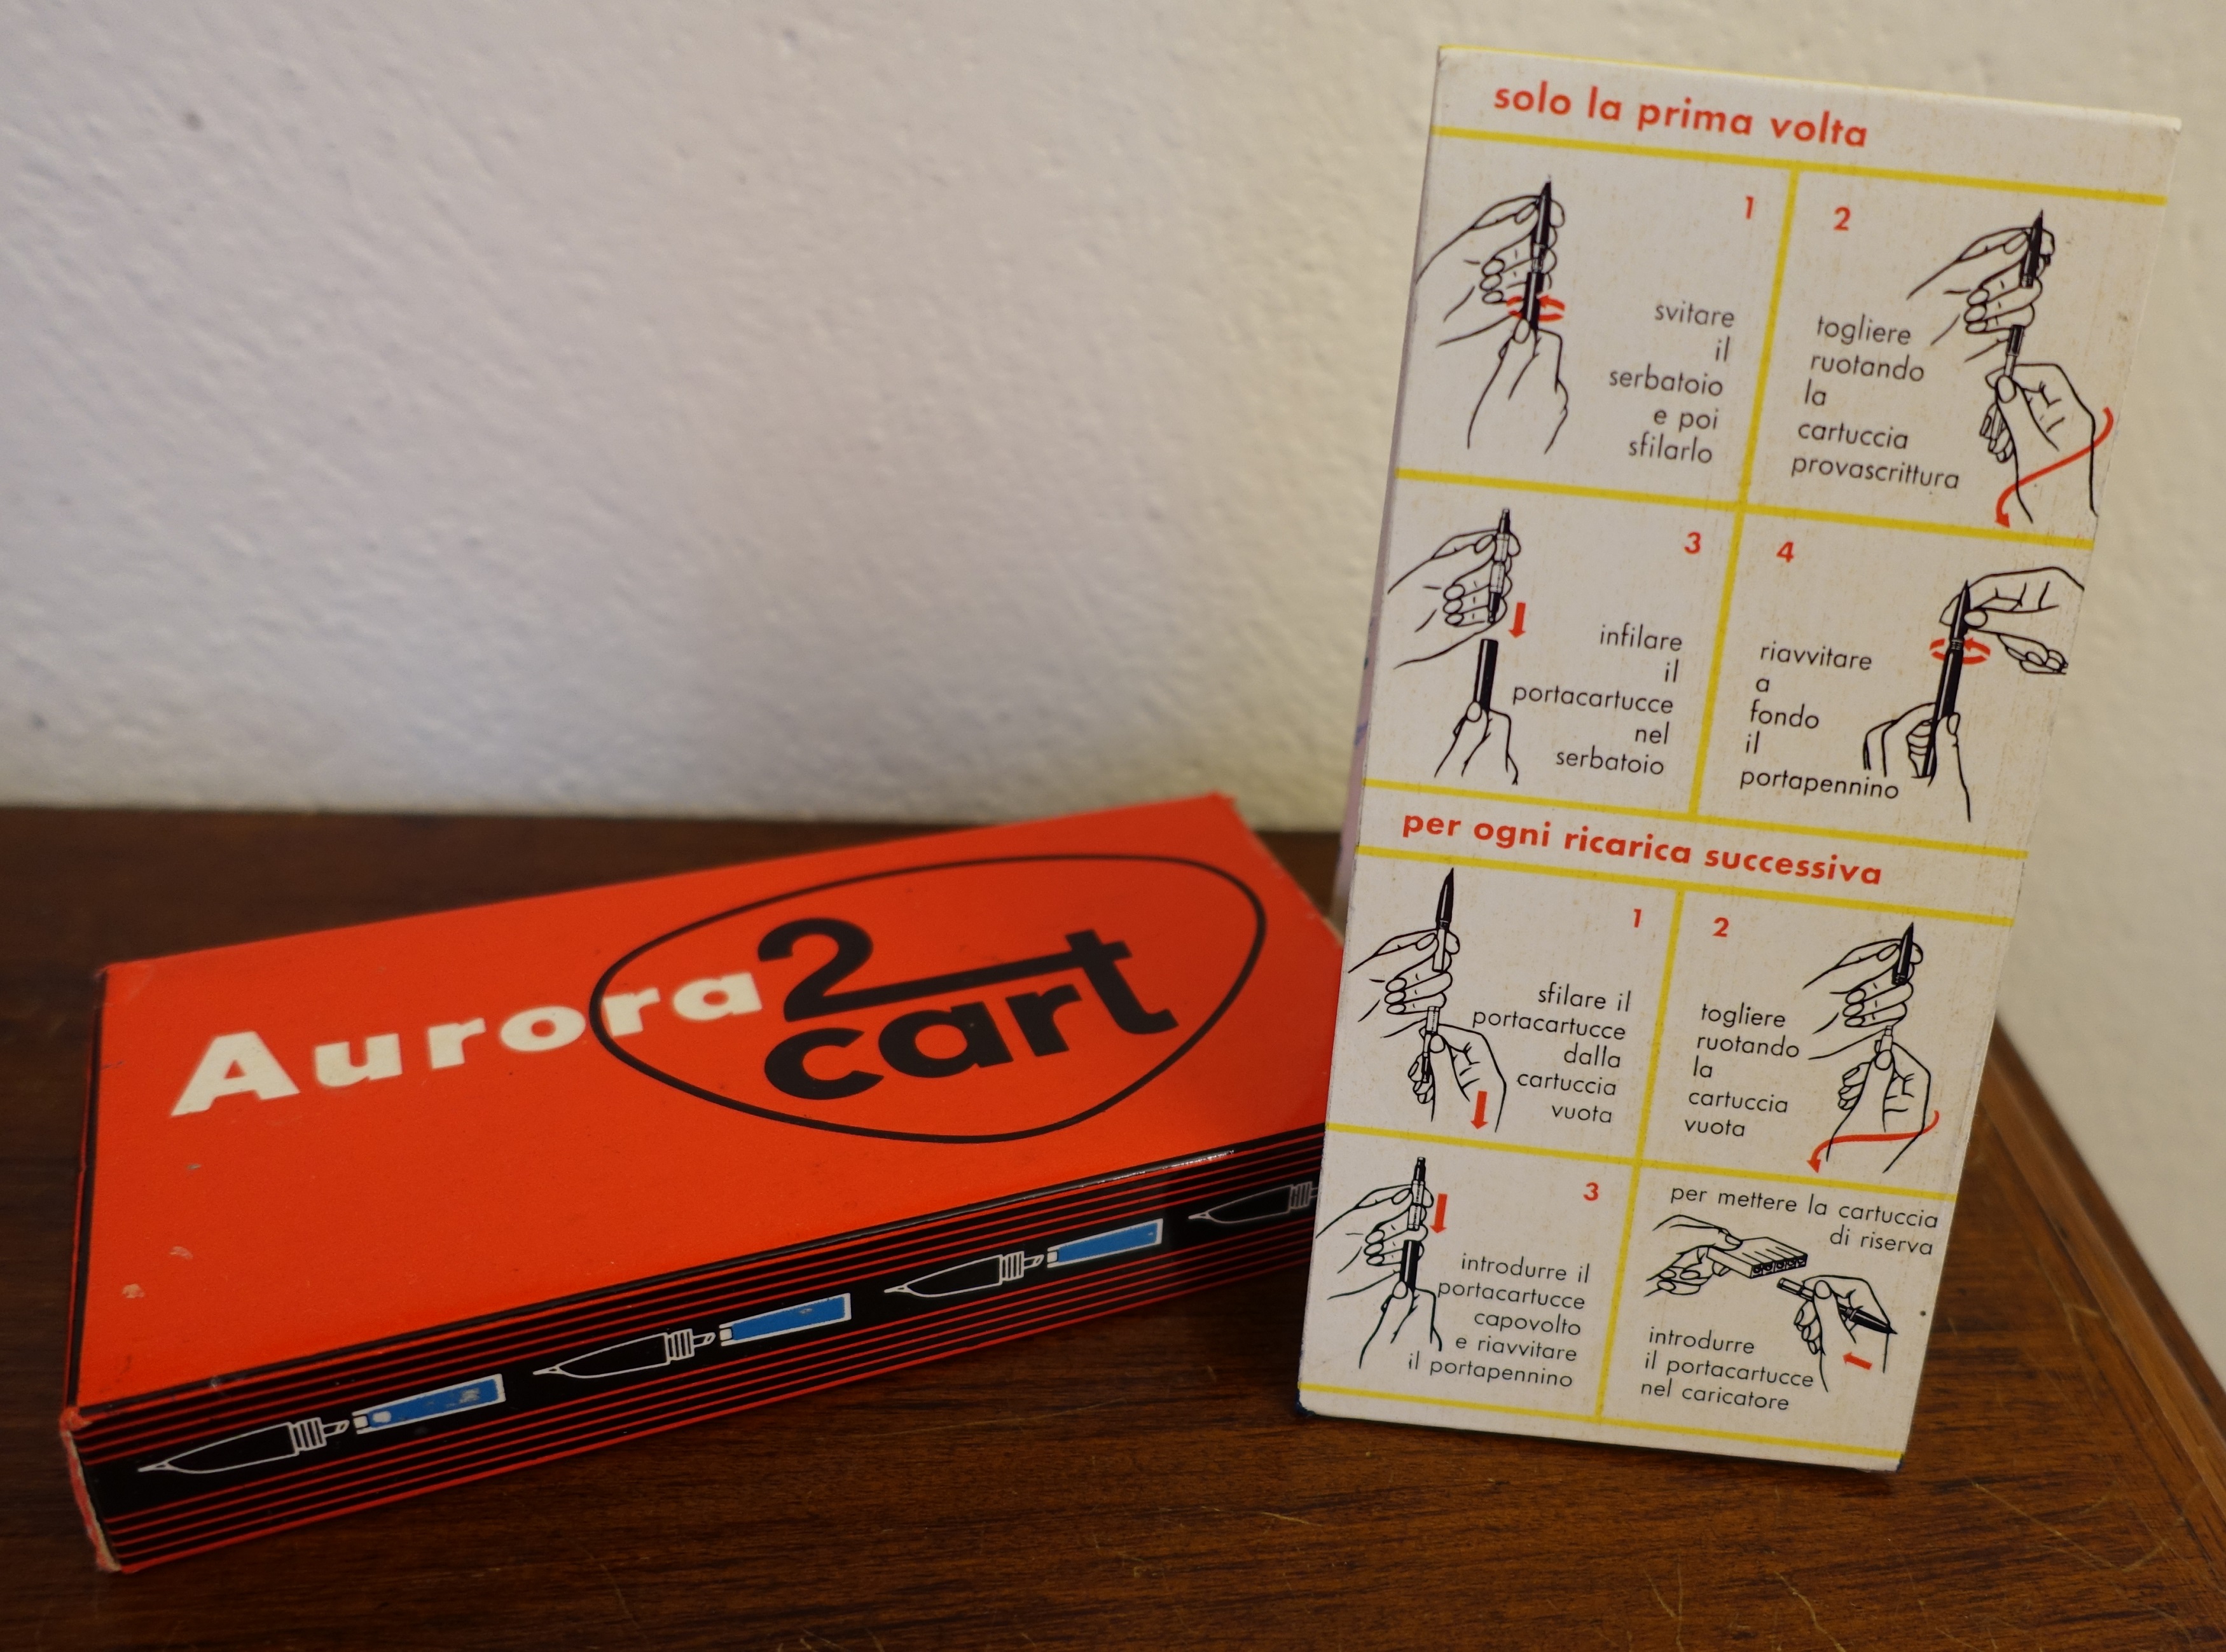 Aurora 2
cart
solo la prima volta
1
svitare
il
serbatoio
e poi
sfilarlo
2
togliere
ruotando
la
cartuccia
provascrittura
3
infilare
il
portacartucce
nel
serbatoio
4
riavvitare
a
fondo
il
portapennino
per ogni ricarica successiva
1
sfilare il
portacartucce
dalla
cartuccia
vuota
2
togliere
ruotando
la
cartuccia
vuota
3
introdurre il
portacartucce
capovolto
e riavvitare
il portapennino
per mettere la cartuccia
di riserva
introdurre
il portacartucce
nel caricatore